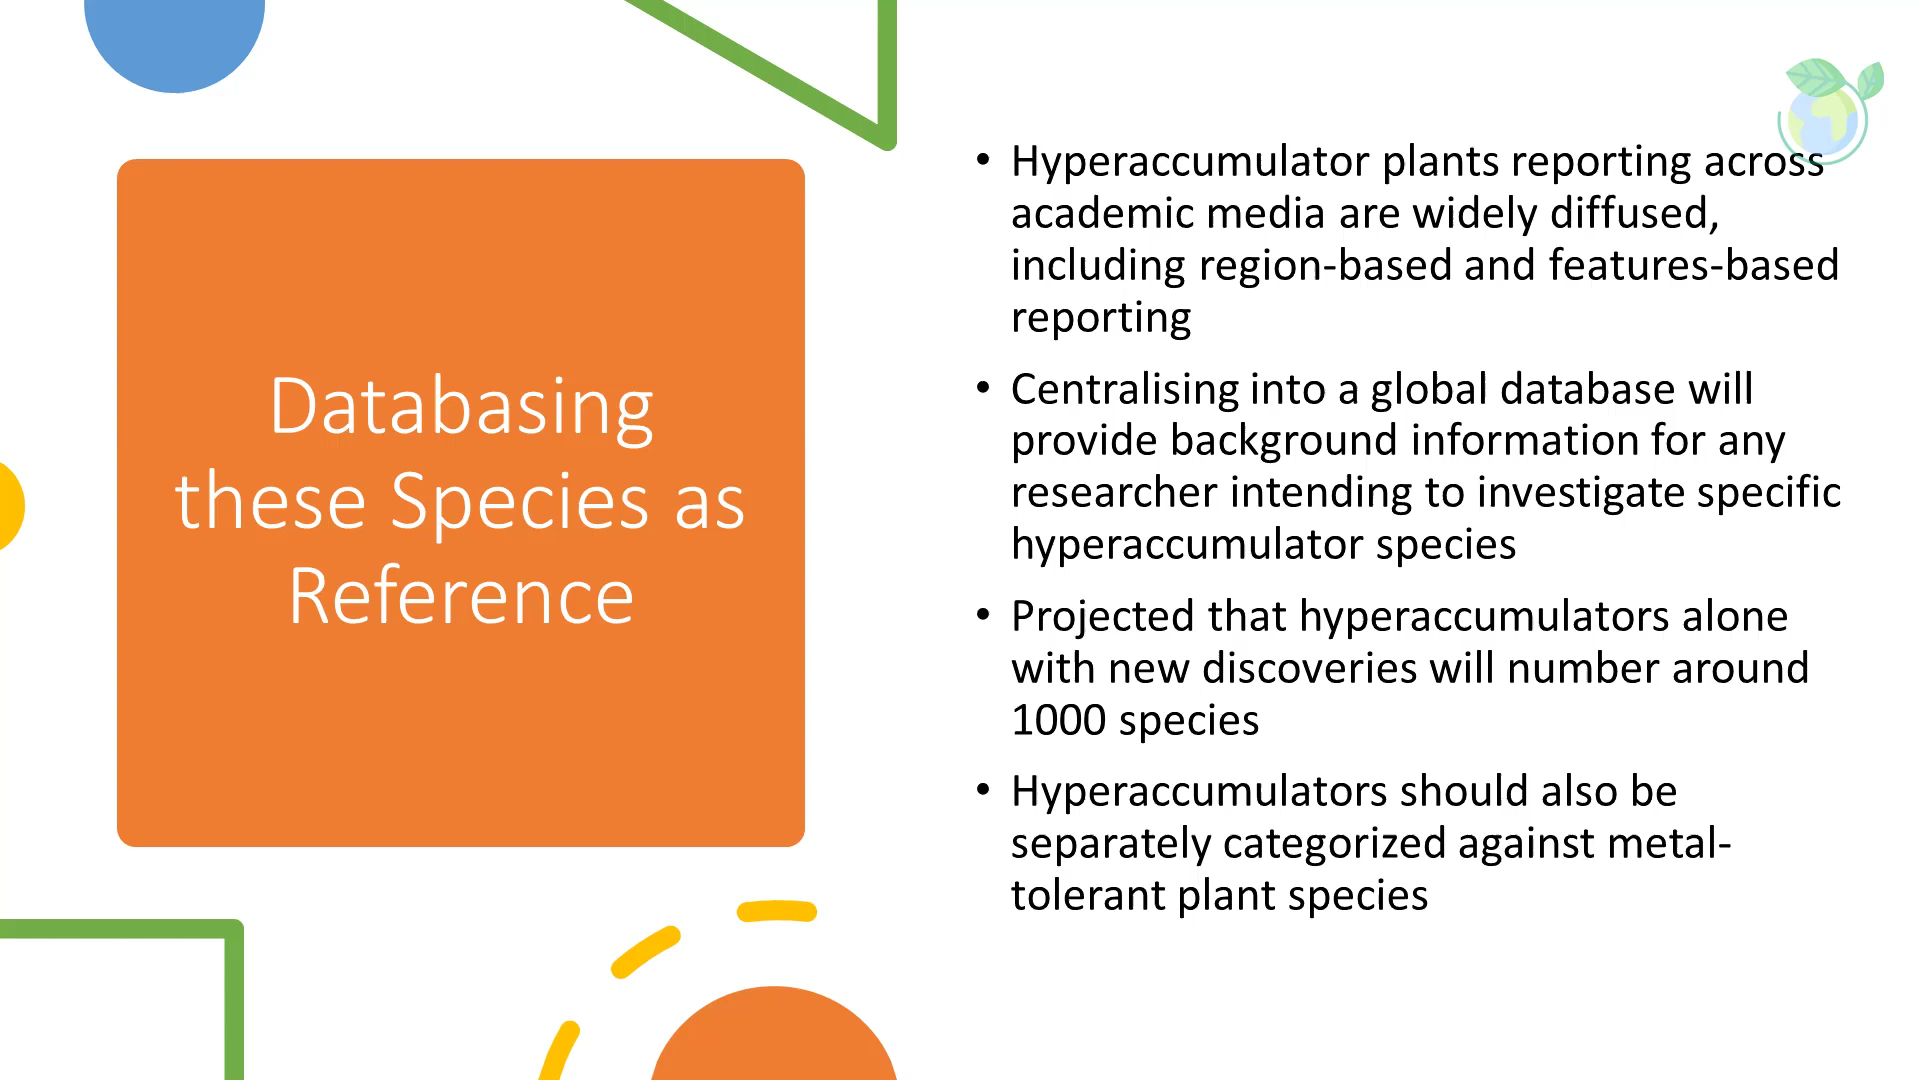 Databasing
these Species as
Reference
• Hyperaccumulator plants reporting across
academic media are widely diffused,
including region-based and features-based
reporting
• Centralising into a global database will
provide background information for any
researcher intending to investigate specific
hyperaccumulator species
• Projected that hyperaccumulators alone
with new discoveries will number around
1000 species
• Hyperaccumulators should also be
separately categorized against metal-
tolerant plant species